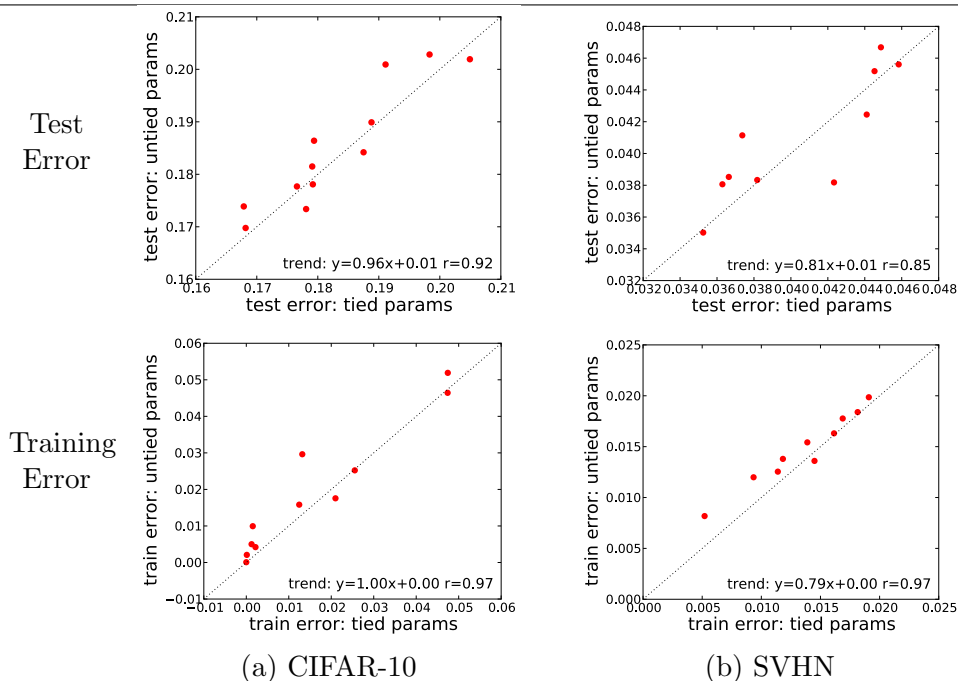 Test
Error
test error: untied params
0.21
0.20
0.19
0.18
0.17
0.16
trend: y=0.96x+0.01 r=0.92
0.16 0.17 0.18 0.19 0.20 0.21
test error: tied params
test error: untied params
0.048
0.046
0.044
0.042
0.040
0.038
0.036
0.034
0.032
trend: y=0.81x+0.01 r=0.85
0.032 0.034 0.036 0.038 0.040 0.042 0.044 0.046 0.048
test error: tied params
Training
Error
train error: untied params
0.06
0.05
0.04
0.03
0.02
0.01
0.00
−0.01
trend: y=1.00x+0.00 r=0.97
−0.01 0.00 0.01 0.02 0.03 0.04 0.05 0.06
train error: tied params
train error: untied params
0.025
0.020
0.015
0.010
0.005
0.000
trend: y=0.79x+0.00 r=0.97
0.000 0.005 0.010 0.015 0.020 0.025
train error: tied params
(a) CIFAR-10
(b) SVHN